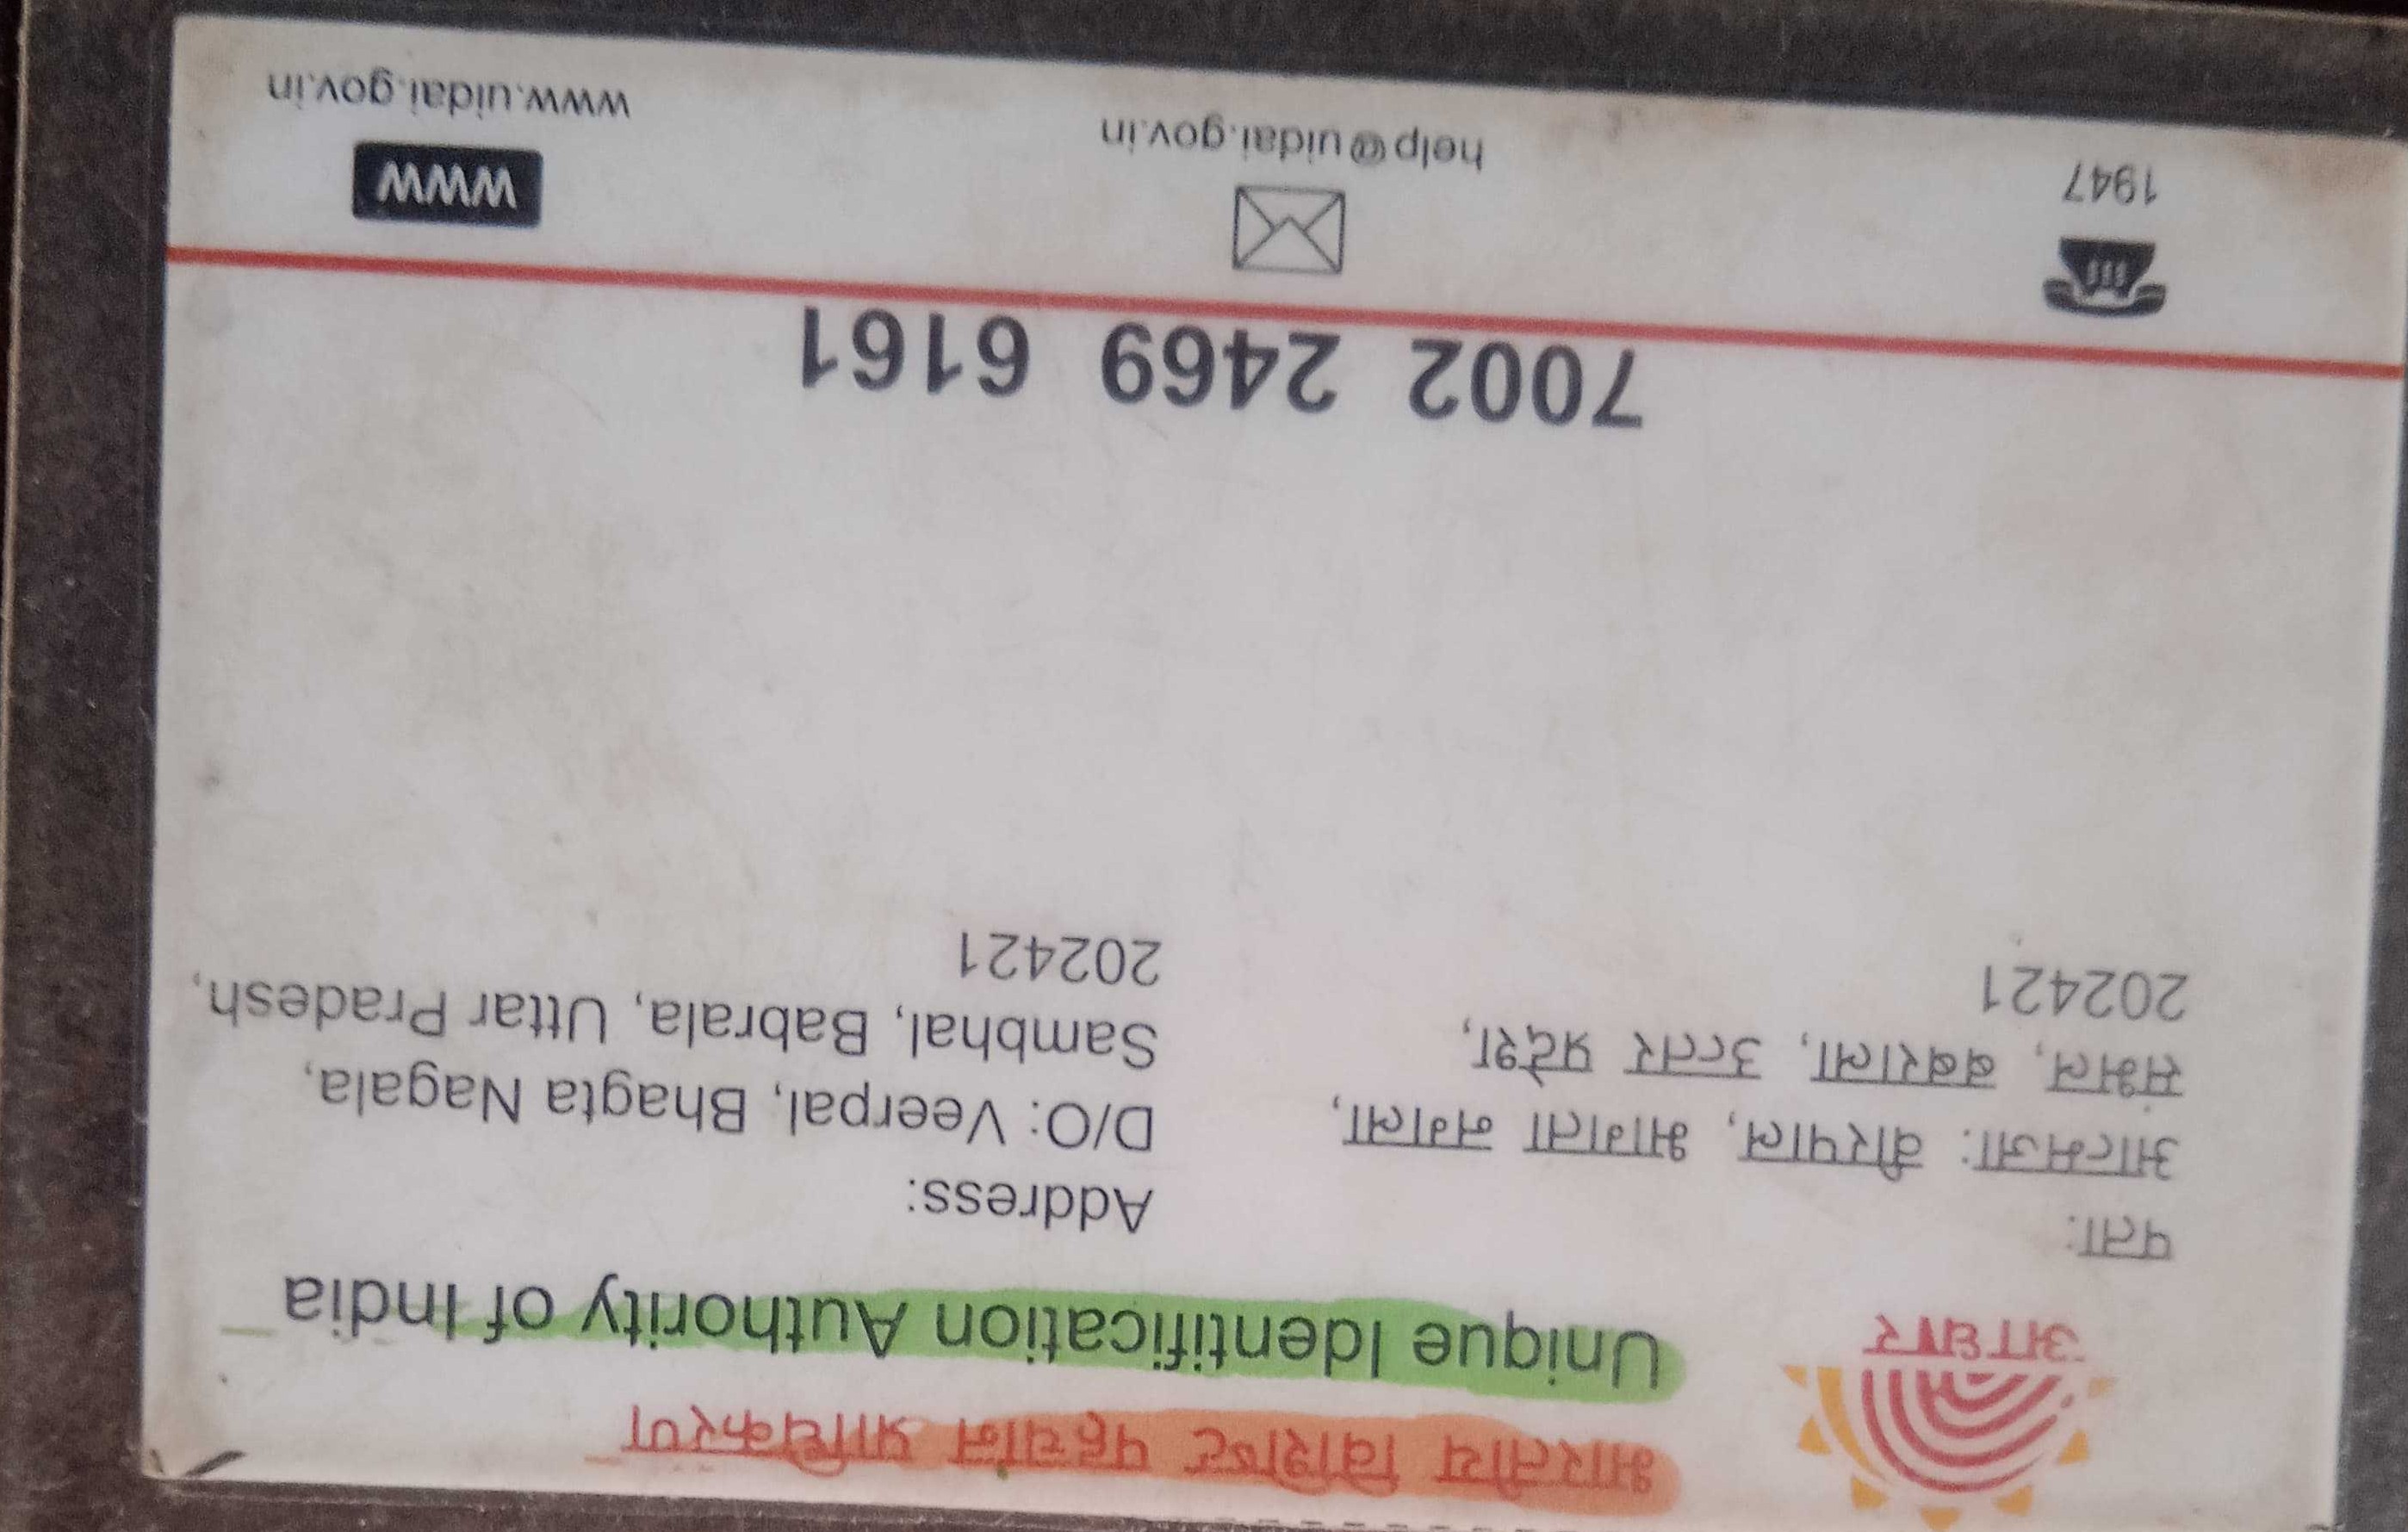 भारतीय विशिष्ट पहचान प्राधिकरण
Unique Identification Authority of India
आधार
पता:
आत्मजा: वीरपाल, भागता नगला,
संभल, बबराला, उत्तर प्रदेश,
202421
Address:
D/O: Veerpal, Bhagta Nagala,
Sambhal, Babrala, Uttar Pradesh,
202421
7002 2469 6161
1947
help@uidai.gov.in
WWW
www.uidai.gov.in